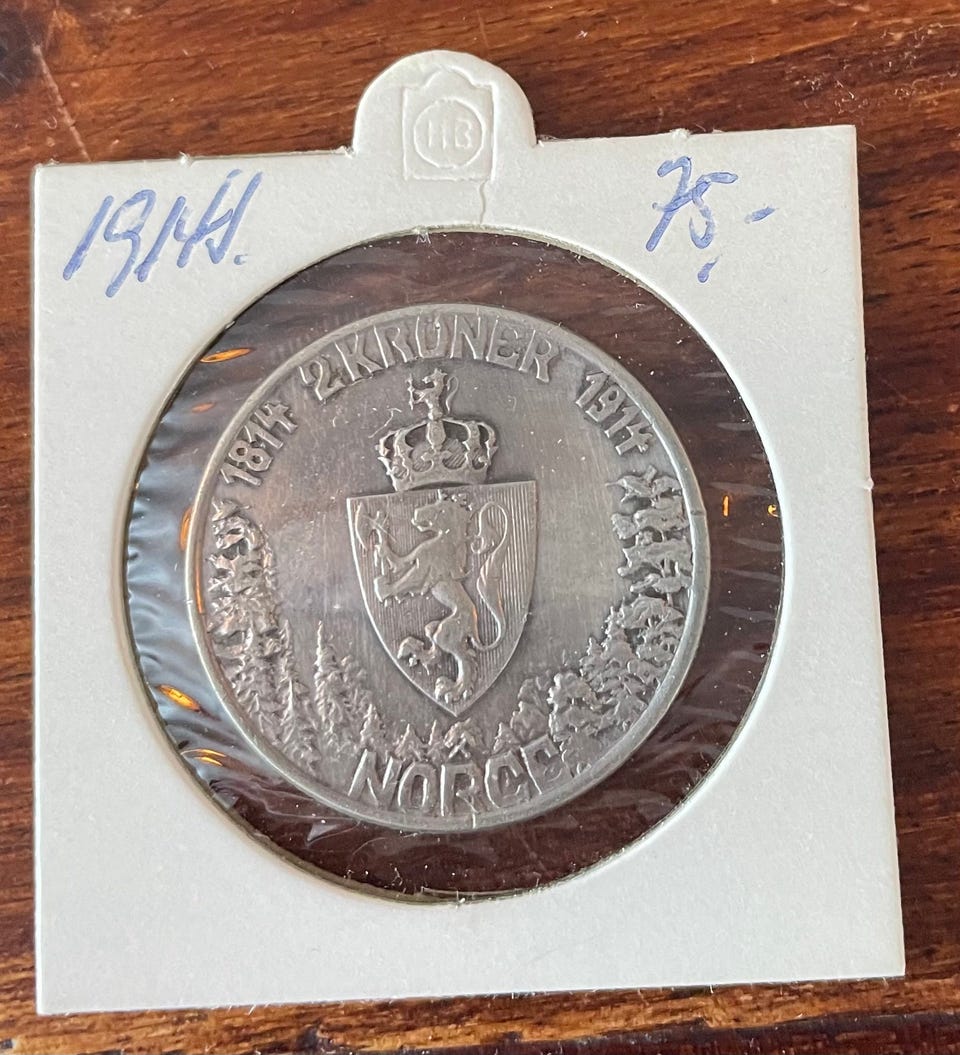 HB
1914. 75,-
1814 2 KRONER 1914
NORGE